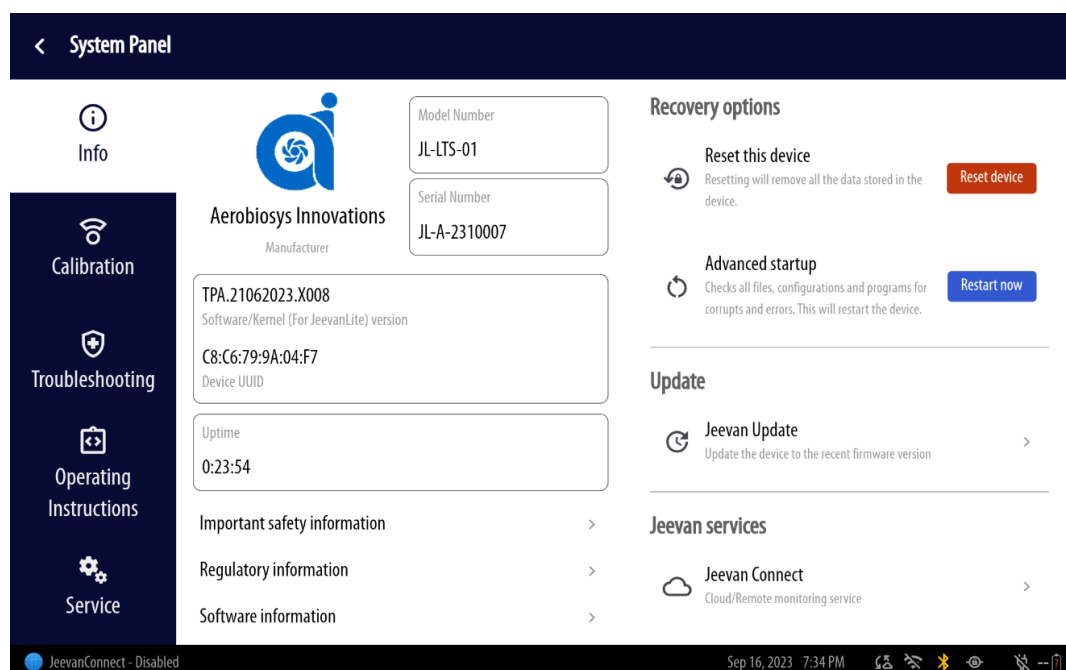 System Panel
Info
Calibration
Troubleshooting
Operating
Instructions
Service
Aerobiosys Innovations
Manufacturer
Model Number
JL-LTS-01
Serial Number
JL-A-2310007
TPA.21062023.X008
Software/Kernel (For JeevanLite) version
C8:C6:79:9A:04:F7
Device UUID
Uptime
0:23:54
Important safety information
Regulatory information
Software information
Recovery options
Reset this device
Resetting will remove all the data stored in the
device.
Reset device
Advanced startup
Checks all files, configurations and programs for
corrupts and errors. This will restart the device.
Restart now
Update
Jeevan Update
Update the device to the recent firmware version
Jeevan services
Jeevan Connect
Cloud/Remote monitoring service
JeevanConnect - Disabled
Sep 16, 2023 7:34 PM
--